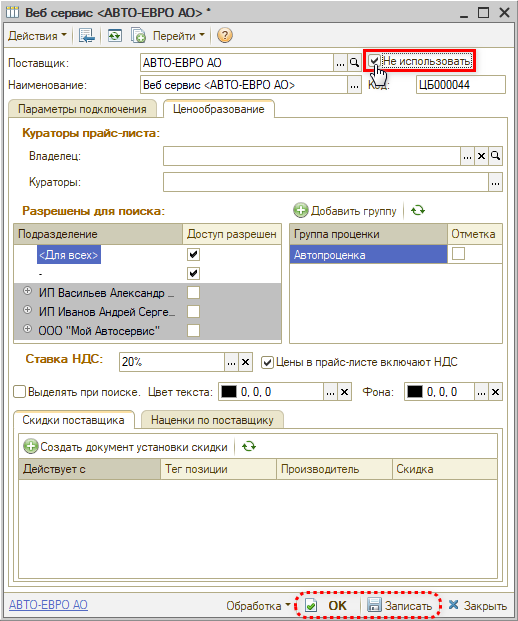 Веб сервис <АВТО-ЕВРО АО> *
Действия Перейти ?
Поставщик: АВТО-ЕВРО АО ... Не использовать
Наименование: Веб сервис <АВТО-ЕВРО АО> ... Код: ЦБ000044
Параметры подключения Ценообразование
Кураторы прайс-листа:
Владелец: ...
Кураторы: ...
Разрешены для поиска: Добавить группу
Подразделение Доступ разрешен Группа проценки Отметка
<Для всех> Автопроценка
-
ИП Васильев Александр ...
ИП Иванов Андрей Серге...
ООО "Мой Автосервис"
Ставка НДС: 20% ... Цены в прайс-листе включают НДС
Выделять при поиске. Цвет текста: 0, 0, 0 ... Фона: 0, 0, 0 ...
Скидки поставщика Наценки по поставщику
Создать документ установки скидки
Действует с Тег позиции Производитель Скидка
АВТО-ЕВРО АО Обработка OK Записать Закрыть